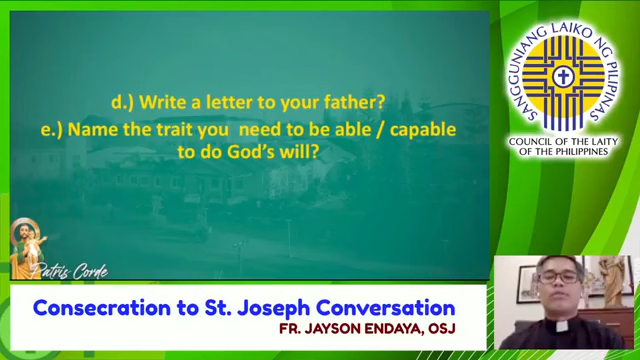 d.) Write a letter to your father?
e.) Name the trait you need to be able / capable
to do God's will?
Patris Corde
SANGGUNIANG LAIKO NG PILIPINAS
COUNCIL OF THE LAITY
OF THE PHILIPPINES
Consecration to St. Joseph Conversation
FR. JAYSON ENDAYA, OSJ